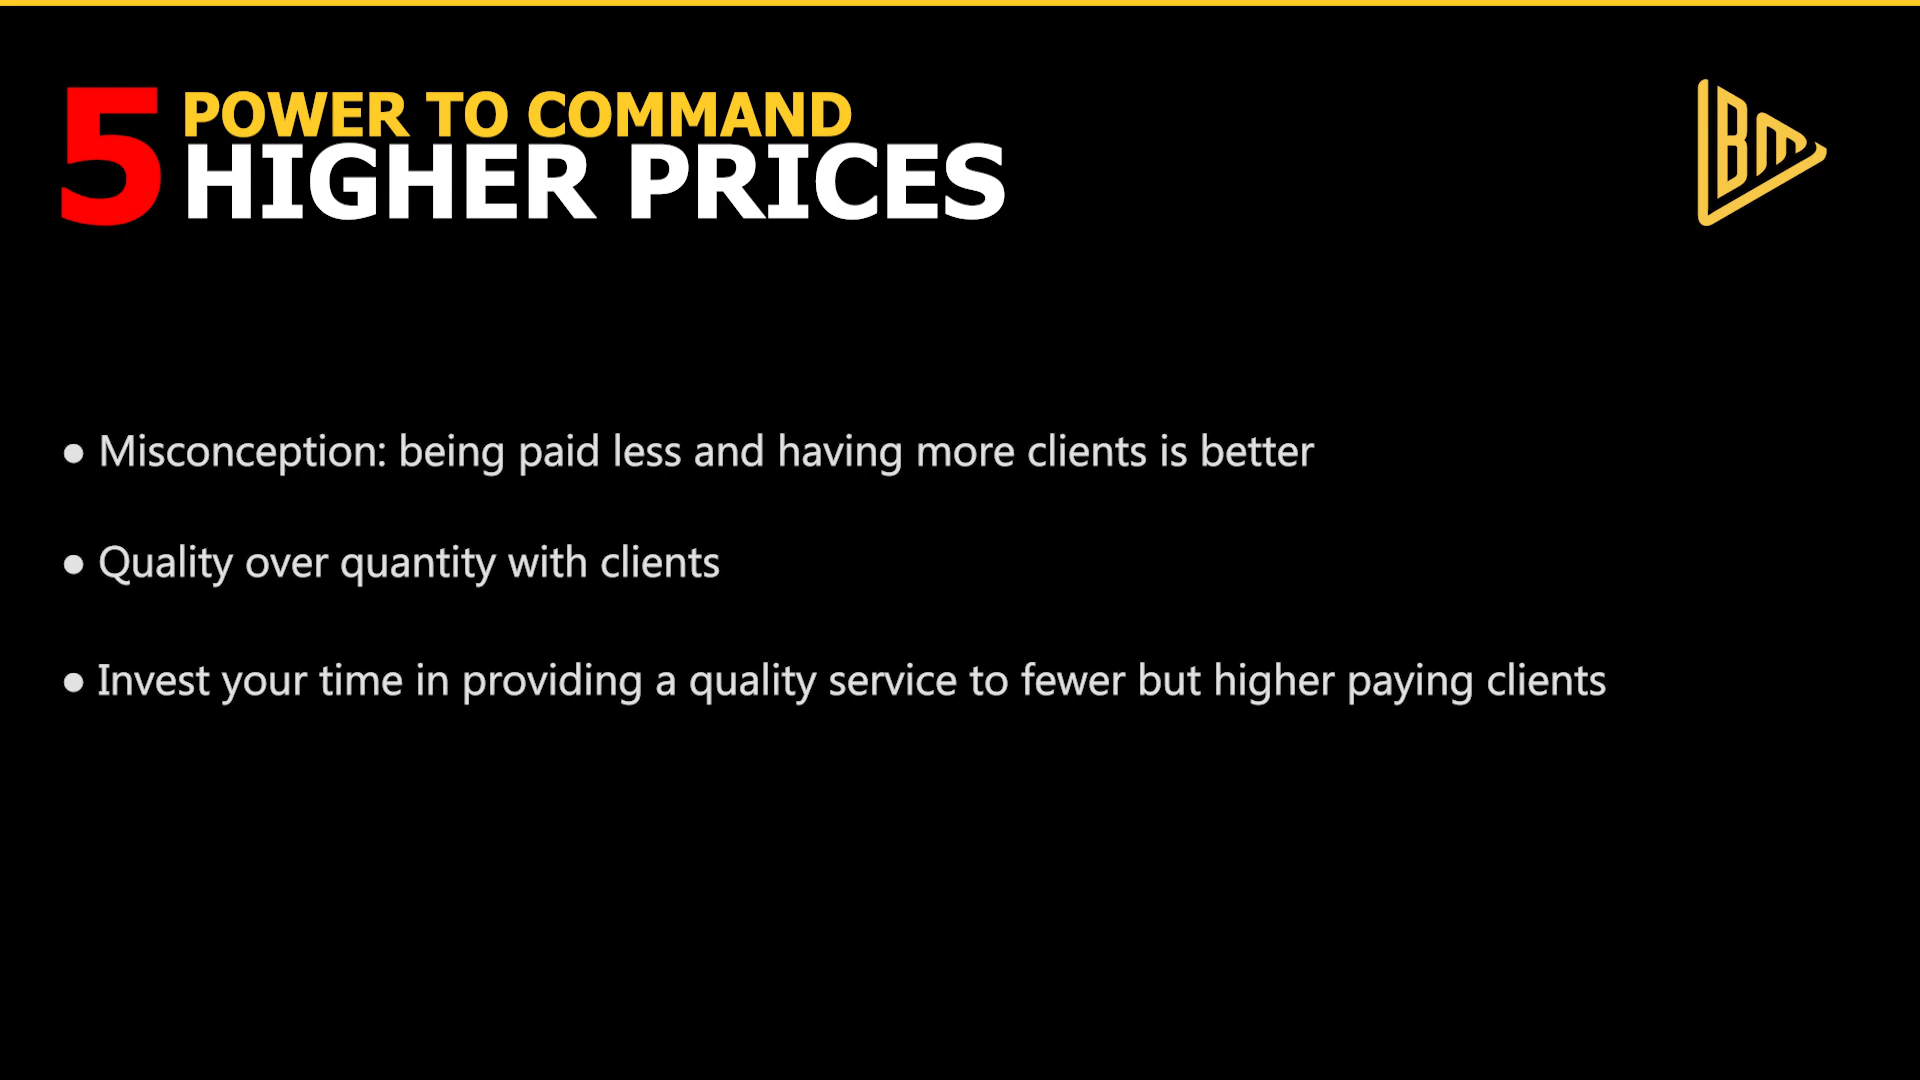 5 POWER TO COMMAND
HIGHER PRICES
BM
● Misconception: being paid less and having more clients is better
● Quality over quantity with clients
● Invest your time in providing a quality service to fewer but higher paying clients